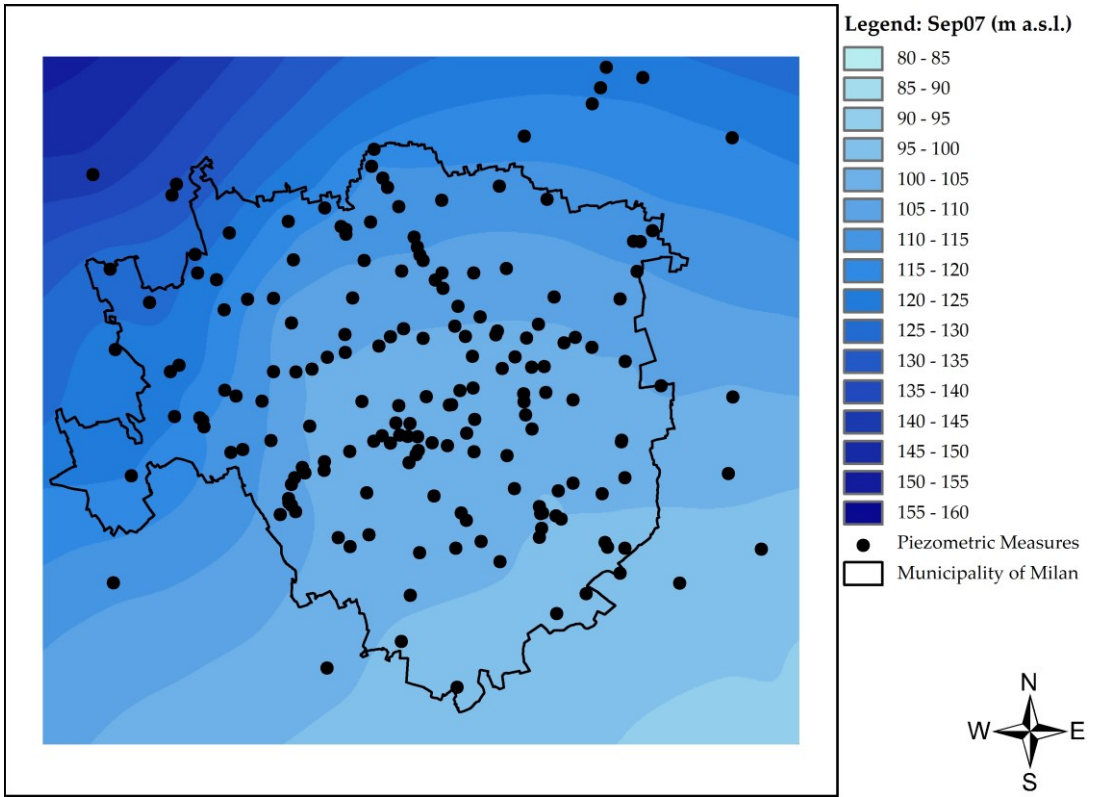 Legend: Sep07 (m a.s.l.)
80 - 85
85 - 90
90 - 95
95 - 100
100 - 105
105 - 110
110 - 115
115 - 120
120 - 125
125 - 130
130 - 135
135 - 140
140 - 145
145 - 150
150 - 155
155 - 160
Piezometric Measures
Municipality of Milan
N
W E
S